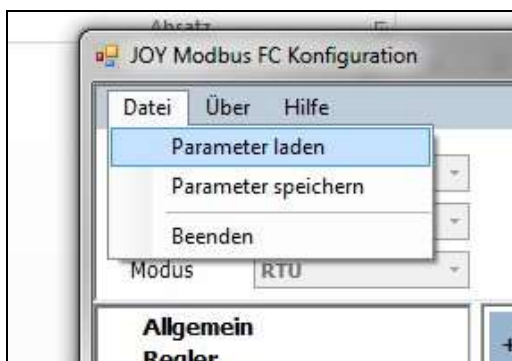 Absatz
JOY Modbus FC Konfiguration
Datei Über Hilfe
Parameter laden
Parameter speichern
Beenden
Modus RTU
Allgemein
Regler
+